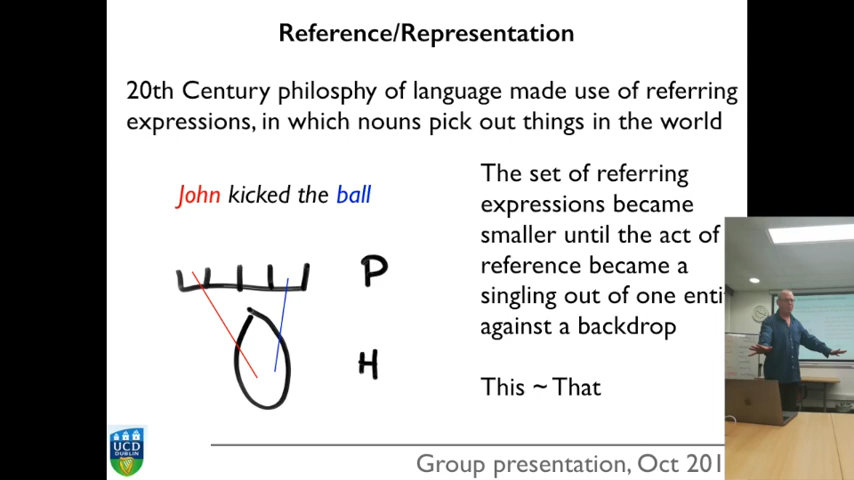 Reference/Representation
20th Century philosphy of language made use of referring
expressions, in which nouns pick out things in the world
John kicked the ball
The set of referring
expressions became
smaller until the act of
reference became a
singling out of one enti
against a backdrop
This ~ That
P
H
UCD
DUBLIN
Group presentation, Oct 201